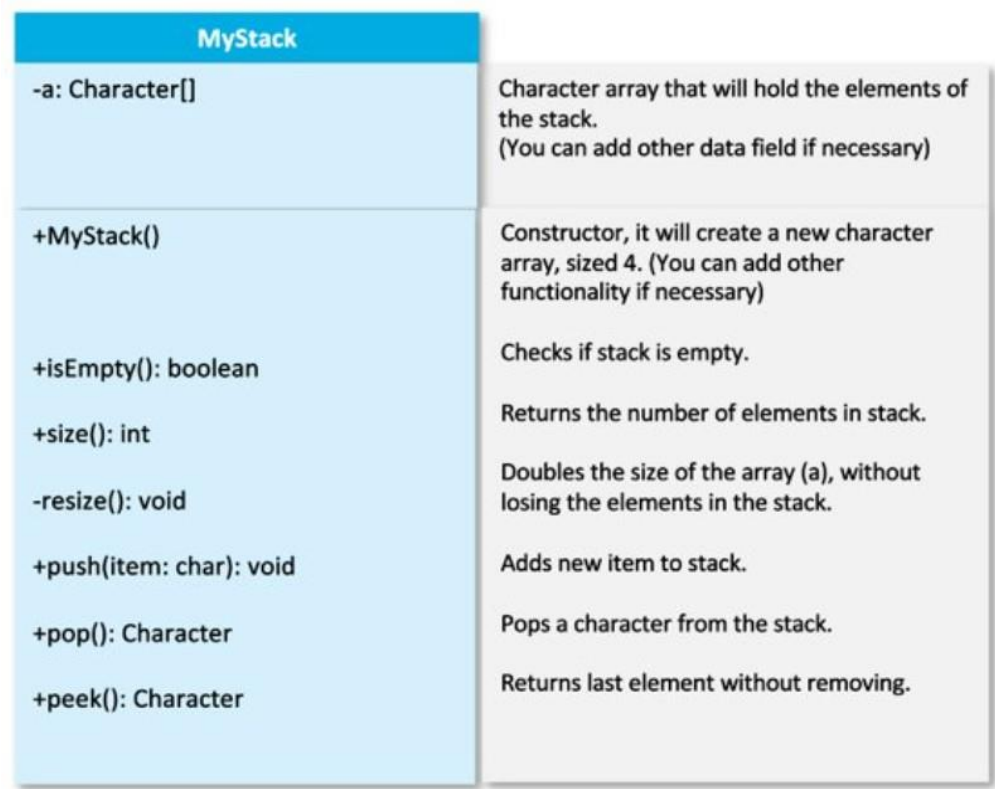 MyStack
-a: Character[]
Character array that will hold the elements of
the stack.
(You can add other data field if necessary)
+MyStack()
Constructor, it will create a new character
array, sized 4. (You can add other
functionality if necessary)
+isEmpty(): boolean
Checks if stack is empty.
+size(): int
Returns the number of elements in stack.
-resize(): void
Doubles the size of the array (a), without
losing the elements in the stack.
+push(item: char): void
Adds new item to stack.
+pop(): Character
Pops a character from the stack.
+peek(): Character
Returns last element without removing.